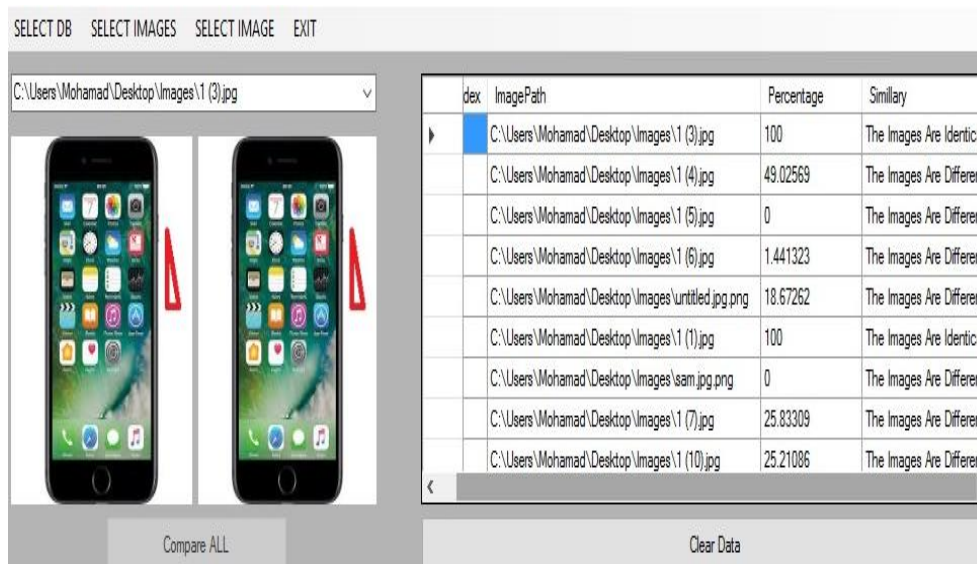 SELECT DB SELECT IMAGES SELECT IMAGE EXIT
C:\Users\Mohamad\Desktop\Images\1 (3).jpg
dex ImagePath Percentage Simillary
C:\Users\Mohamad\Desktop\Images\1 (3).jpg 100 The Images Are Identic
C:\Users\Mohamad\Desktop\Images\1 (4).jpg 49.02569 The Images Are Differe
C:\Users\Mohamad\Desktop\Images\1 (5).jpg 0 The Images Are Differe
C:\Users\Mohamad\Desktop\Images\1 (6).jpg 1.441323 The Images Are Differe
C:\Users\Mohamad\Desktop\Images\untitled.jpg.png 18.67262 The Images Are Differe
C:\Users\Mohamad\Desktop\Images\1 (1).jpg 100 The Images Are Identic
C:\Users\Mohamad\Desktop\Images\sam.jpg.png 0 The Images Are Differe
C:\Users\Mohamad\Desktop\Images\1 (7).jpg 25.83309 The Images Are Differe
C:\Users\Mohamad\Desktop\Images\1 (10).jpg 25.21086 The Images Are Differe
Compare ALL
Clear Data